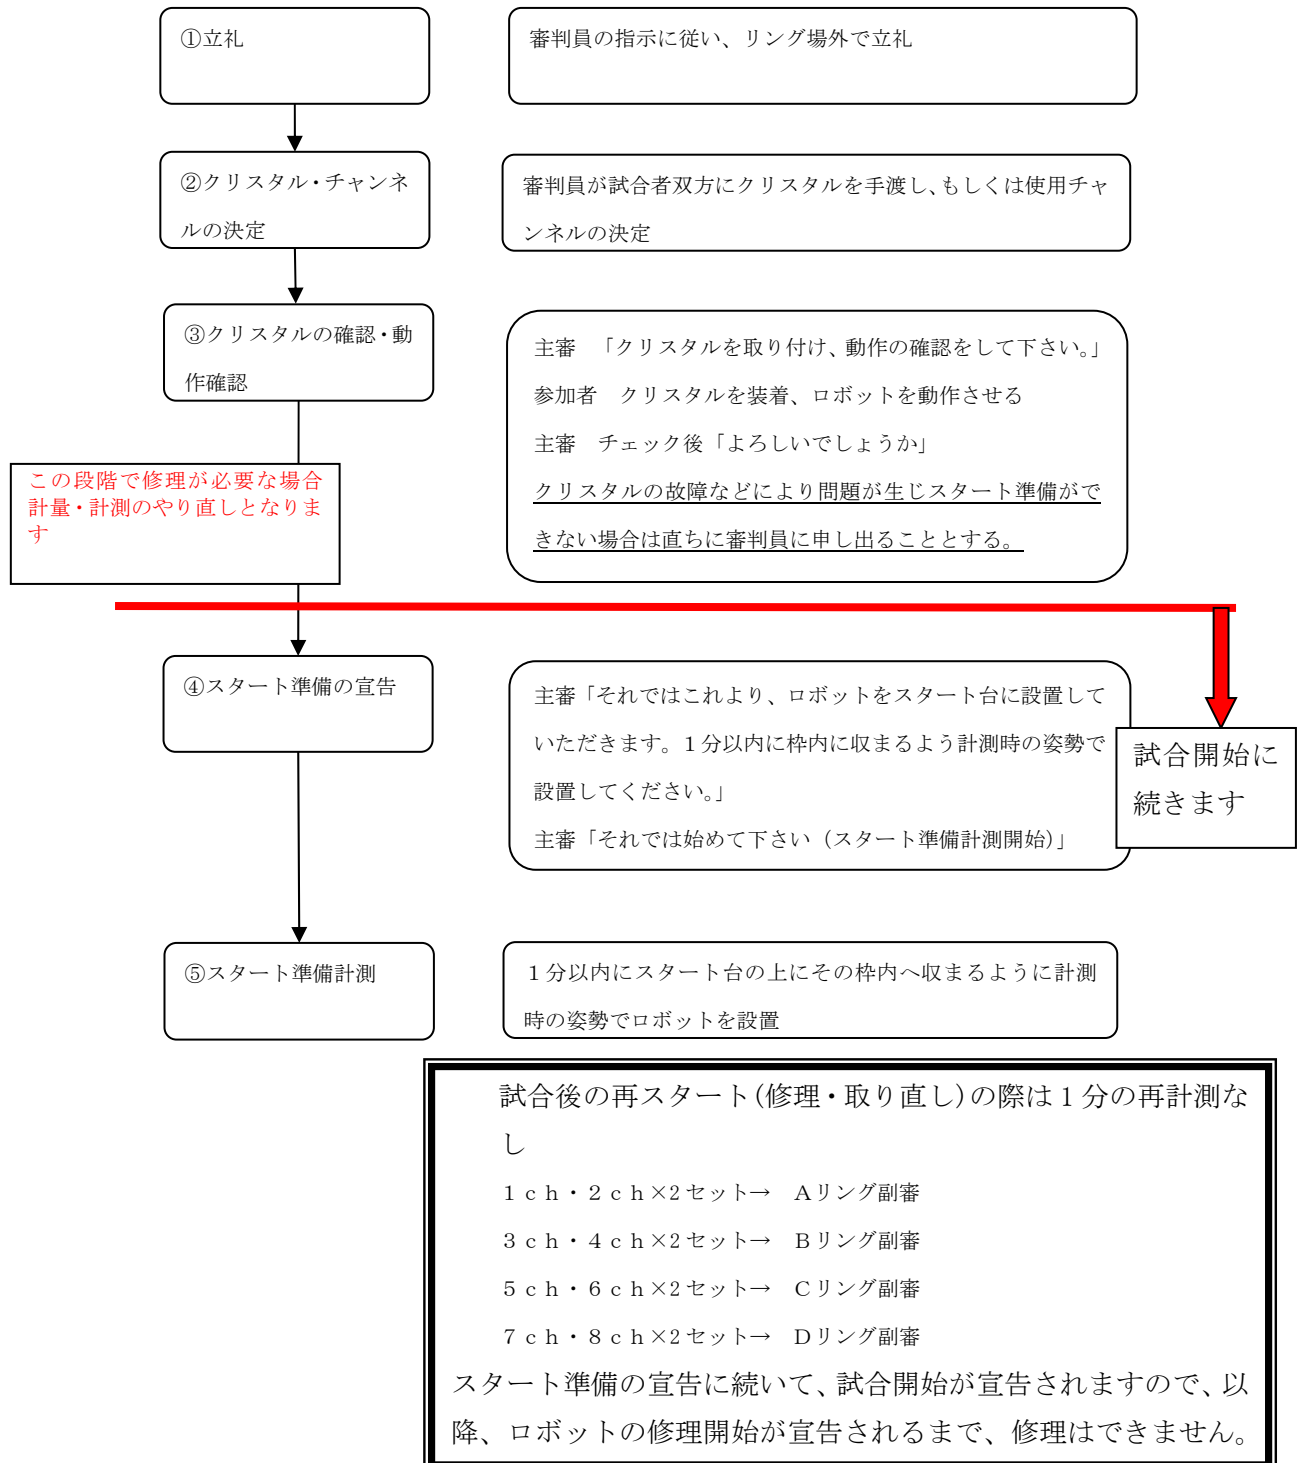 ①立礼
審判員の指示に従い、リング場外で立礼
②クリスタル・チャンネ
ルの決定
審判員が試合者双方にクリスタルを手渡し、もしくは使用チャ
ンネルの決定
③クリスタルの確認・動
作確認
主審　「クリスタルを取り付け、動作の確認をして下さい。」
参加者　クリスタルを装着、ロボットを動作させる
主審　チェック後「よろしいでしょうか」
クリスタルの故障などにより問題が生じスタート準備がで
きない場合は直ちに審判員に申し出ることとする。
この段階で修理が必要な場合
計量・計測のやり直しとなりま
す
④スタート準備の宣告
主審「それではこれより、ロボットをスタート台に設置して
いただきます。１分以内に枠内に収まるよう計測時の姿勢で
設置してください。」
主審「それでは始めて下さい（スタート準備計測開始）」
試合開始に
続きます
⑤スタート準備計測
１分以内にスタート台の上にその枠内へ収まるように計測
時の姿勢でロボットを設置
試合後の再スタート(修理・取り直し)の際は１分の再計測な
し
１ｃｈ・２ｃｈ×2セット→　Ａリング副審
３ｃｈ・４ｃｈ×2セット→　Ｂリング副審
５ｃｈ・６ｃｈ×2セット→　Ｃリング副審
７ｃｈ・８ｃｈ×2セット→　Ｄリング副審
スタート準備の宣告に続いて、試合開始が宣告されますので、以
降、ロボットの修理開始が宣告されるまで、修理はできません。